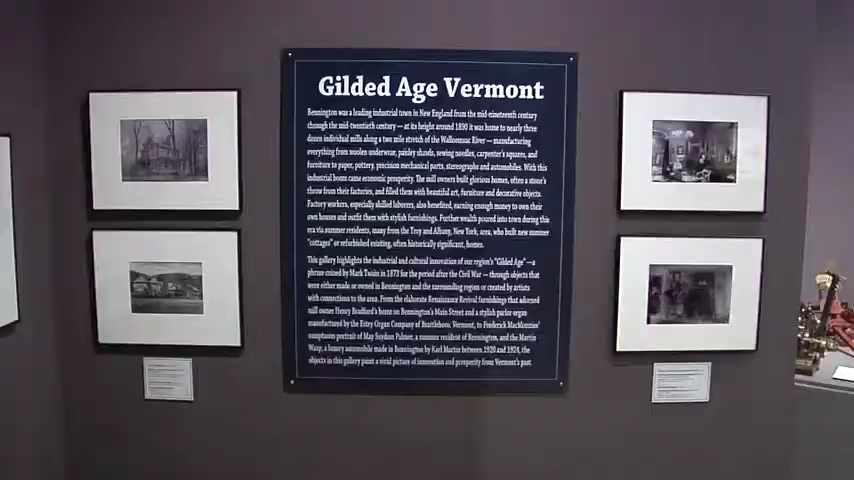 Gilded Age Vermont
Bennington was a leading industrial town in New England from the mid-nineteenth century
through the mid-twentieth century — at its height around 1890 it was home to nearly three
dozen individual mills along a two mile stretch of the Walloomsac River — manufacturing
everything from woolen underwear, paisley shawls, sewing needles, carpenter's squares, and
furniture to paper, pottery, precision mechanical parts, stereographs and automobiles. With this
industrial boom came economic prosperity. The mill owners built glorious homes, often a stone's
throw from their factories, and filled them with beautiful art, furniture and decorative objects.
Factory workers, especially skilled laborers, also benefited, earning enough money to own their
own houses and outfit them with stylish furnishings. Further wealth poured into town during this
era via summer residents, many from the Troy and Albany, New York, area, who built new summer
"cottages" or refurbished existing, often historically significant, homes.
This gallery highlights the industrial and cultural innovation of our region's "Gilded Age" — a
phrase coined by Mark Twain in 1873 for the period after the Civil War — through objects that
were either made or owned in Bennington and the surrounding region or created by artists
with connections to the area. From the elaborate Renaissance Revival furnishings that adorned
mill owner Henry Bradford's home on Bennington's Main Street and a stylish parlor organ
manufactured by the Estey Organ Company of Brattleboro, Vermont, to Frederick MacMonnies'
sumptuous portrait of May Suydam Palmer, a summer resident of Bennington, and the Martin
Wasp, a luxury automobile made in Bennington by Karl Martin between 1920 and 1924, the
objects in this gallery paint a vivid picture of innovation and prosperity from Vermont's past.